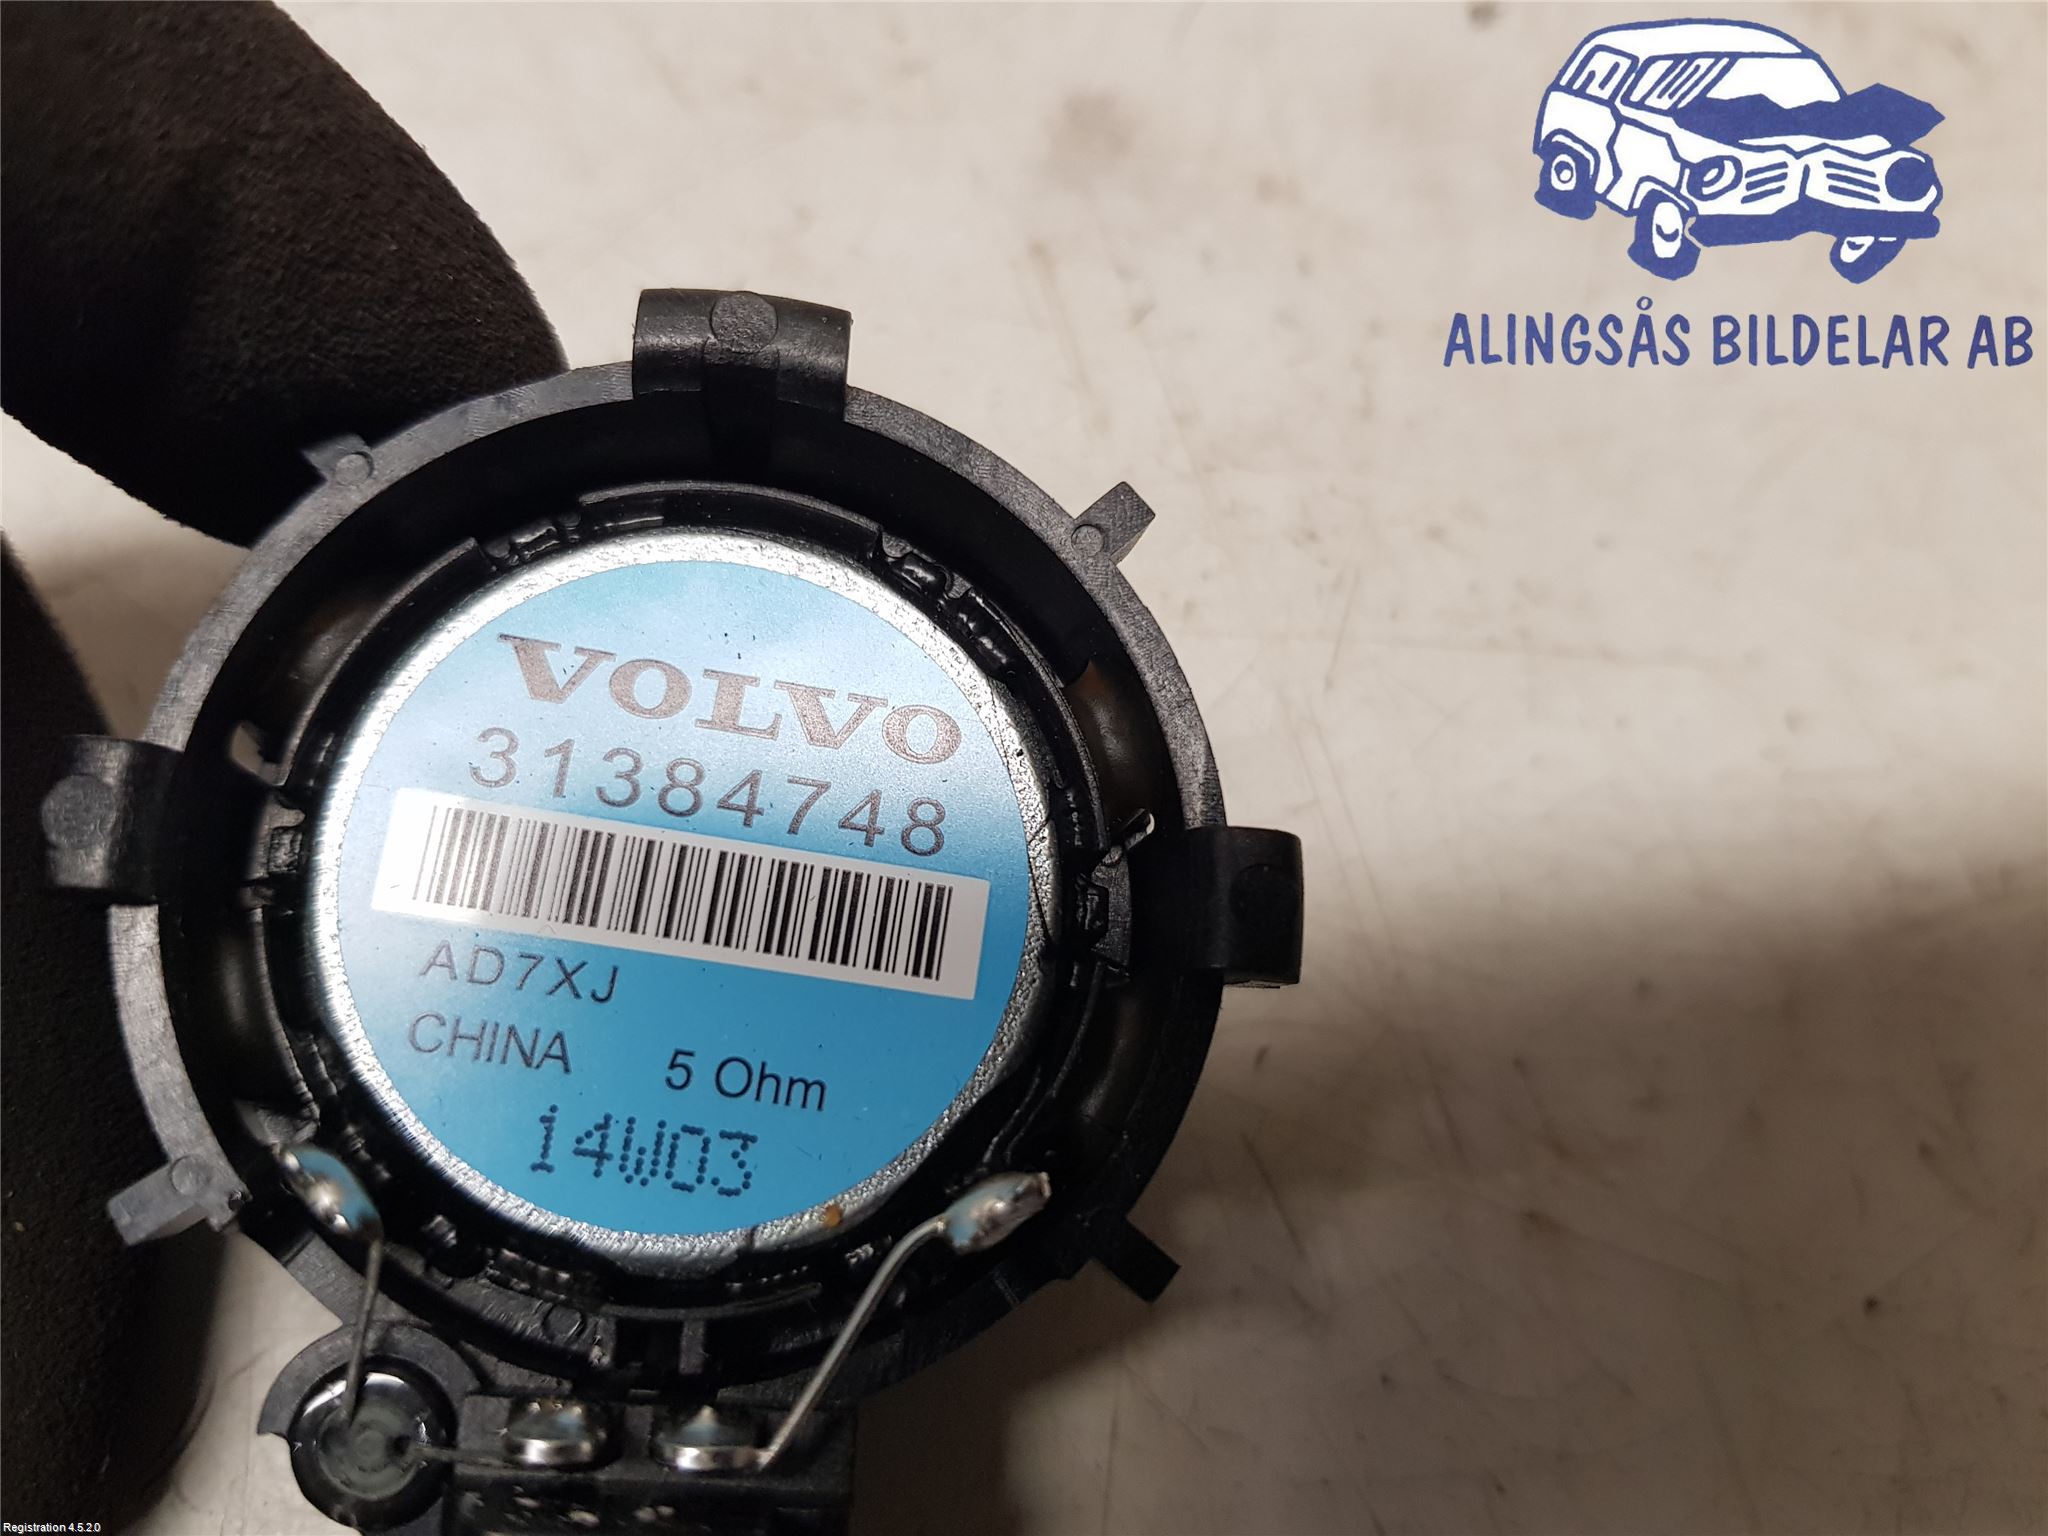 ALINGSÅS BILDELAR AB
VOLVO
31384748
AD7XJ
CHINA 5 Ohm
14W03
Registration 4.5.2.0